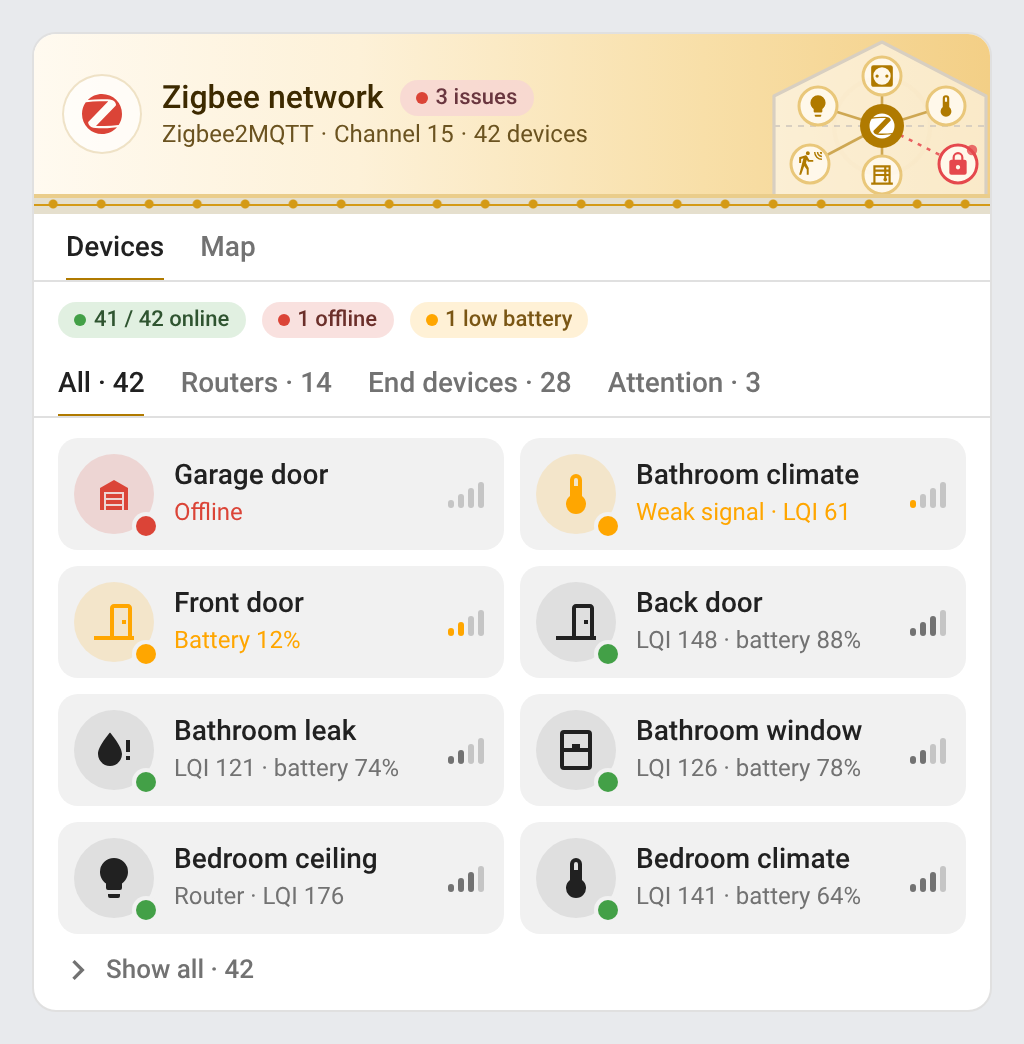 Zigbee network
3 issues
Zigbee2MQTT · Channel 15 · 42 devices
Devices
Map
41 / 42 online
1 offline
1 low battery
All · 42
Routers · 14
End devices · 28
Attention · 3
Garage door
Offline
Bathroom climate
Weak signal · LQI 61
Front door
Battery 12%
Back door
LQI 148 · battery 88%
Bathroom leak
LQI 121 · battery 74%
Bathroom window
LQI 126 · battery 78%
Bedroom ceiling
Router · LQI 176
Bedroom climate
LQI 141 · battery 64%
Show all · 42